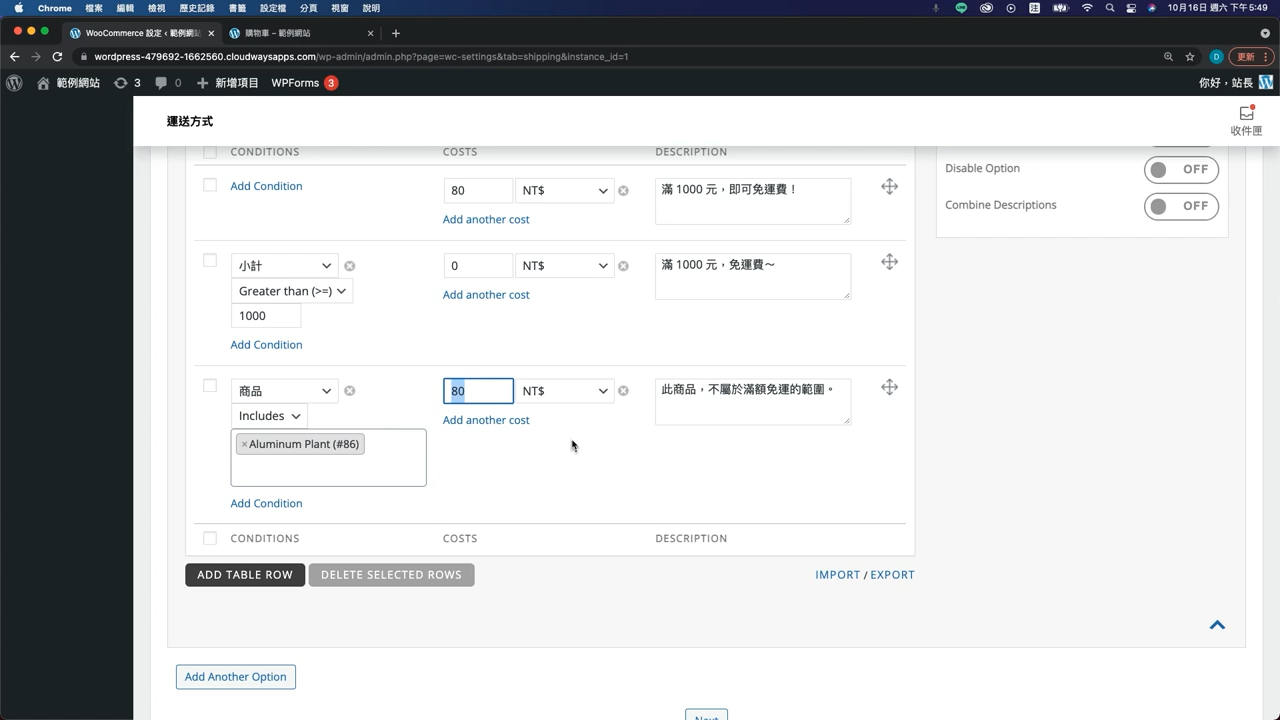 Chrome 檔案 編輯 檢視 歷史記錄 書籤 設定檔 分頁 視窗 說明 注 10月16日 週六 下午5:49
WooCommerce 設定 ‹ 範例網站 購物車 – 範例網站
wordpress-479692-1662560.cloudwaysapps.com/wp-admin/admin.php?page=wc-settings&tab=shipping&instance_id=1 D 更新
範例網站 3 0 新增項目 WPForms 3 你好，站長
運送方式
收件匣
CONDITIONS COSTS DESCRIPTION
Disable Option OFF
Add Condition 80 NT$ 滿 1000 元，即可免運費！
Add another cost
Combine Descriptions OFF
小計 0 NT$ 滿 1000 元，免運費～
Greater than (>=) Add another cost
1000
Add Condition
商品 80 NT$ 此商品，不屬於滿額免運的範圍。
Includes Add another cost
×Aluminum Plant (#86)
Add Condition
CONDITIONS COSTS DESCRIPTION
ADD TABLE ROW DELETE SELECTED ROWS IMPORT / EXPORT
Add Another Option
Next